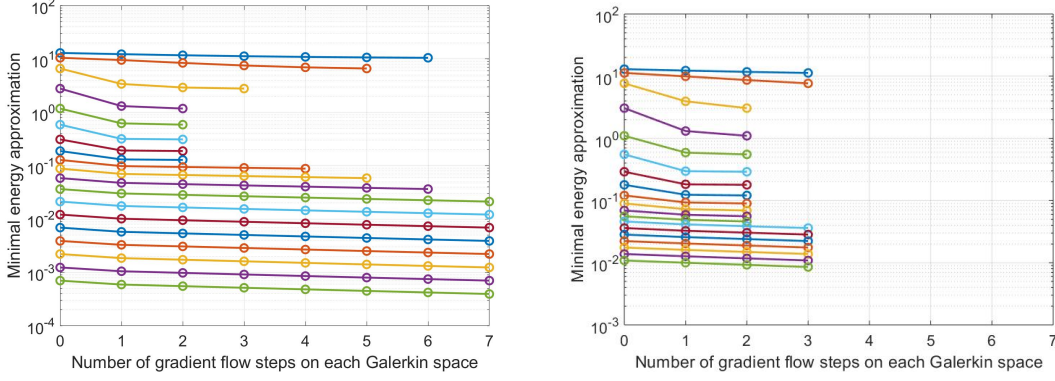 10^2
10^1
10^0
10^-1
10^-2
10^-3
10^-4
Minimal energy approximation
0 1 2 3 4 5 6 7
Number of gradient flow steps on each Galerkin space
10^2
10^1
10^0
10^-1
10^-2
10^-3
Minimal energy approximation
0 1 2 3 4 5 6 7
Number of gradient flow steps on each Galerkin space